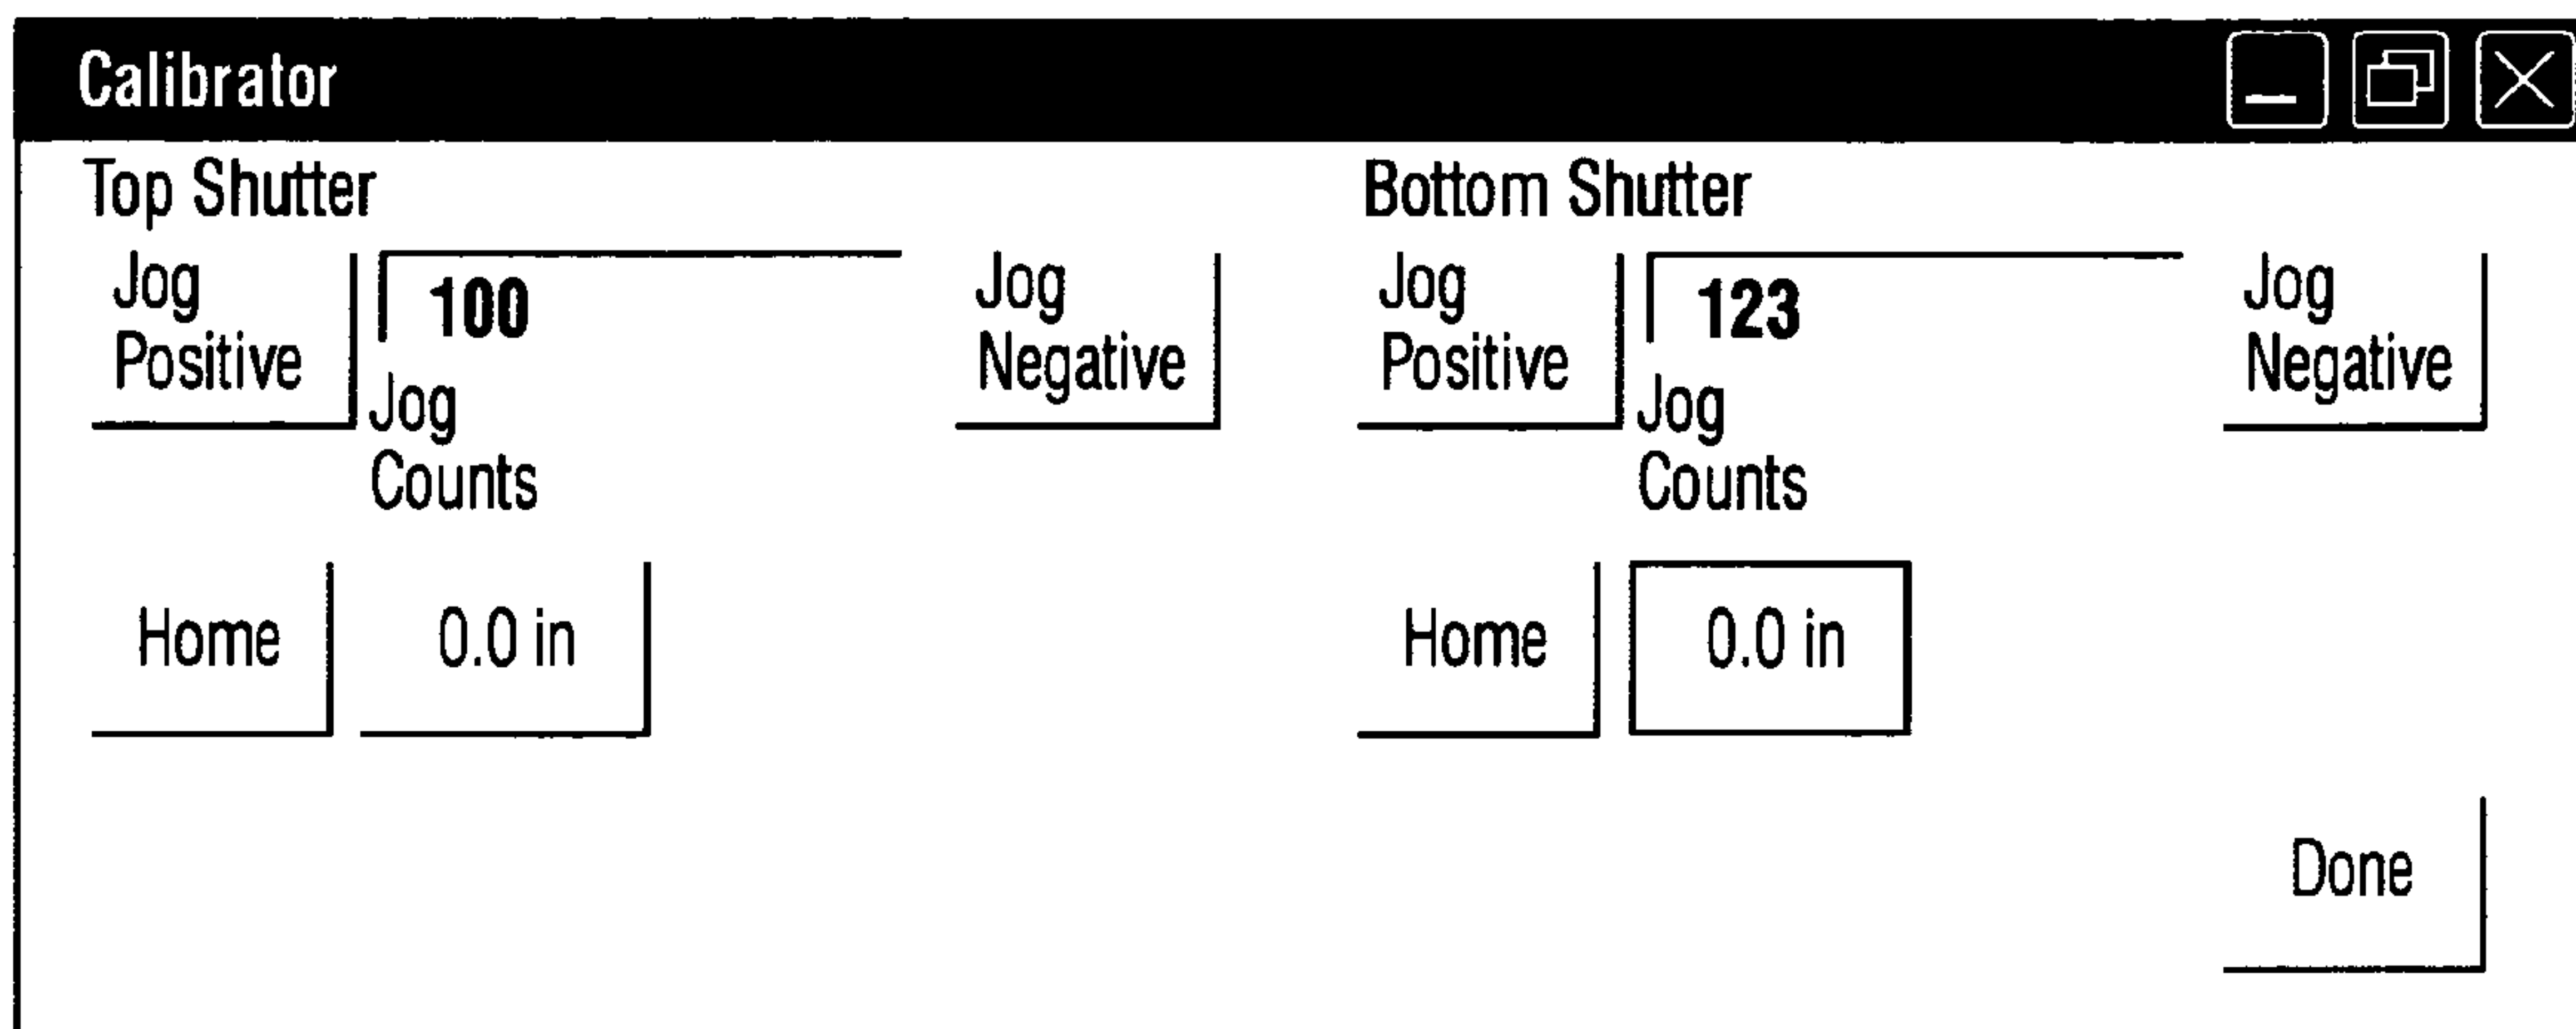 Calibrator
Top Shutter
Jog
Positive
100
Jog
Counts
Jog
Negative
Home
0.0 in
Bottom Shutter
Jog
Positive
123
Jog
Counts
Jog
Negative
Home
0.0 in
Done